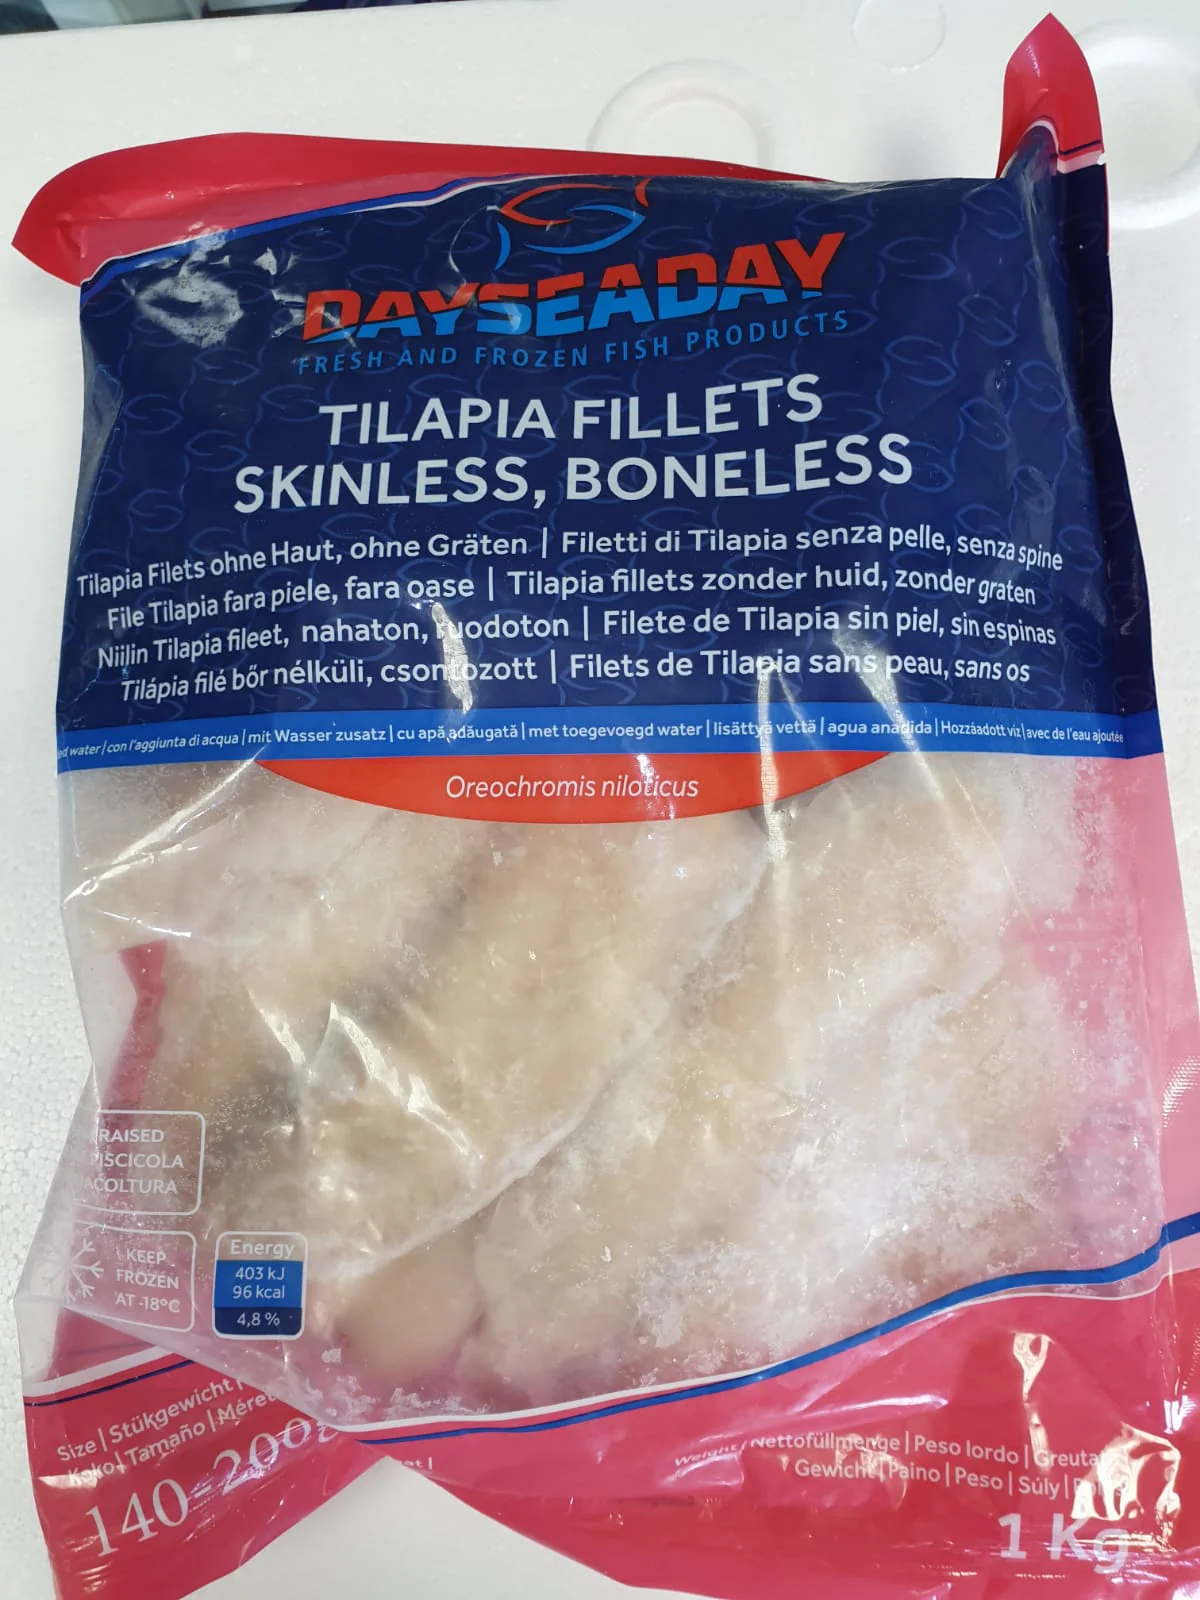 DAYSEADAY
FRESH AND FROZEN FISH PRODUCTS
TILAPIA FILLETS
SKINLESS, BONELESS
Tilapia Filets ohne Haut, ohne Gräten | Filetti di Tilapia senza pelle, senza spine
File Tilapia fara piele, fara oase | Tilapia fillets zonder huid, zonder graten
Niilin Tilapia fileet, nahaton, ruodoton | Filete de Tilapia sin piel, sin espinas
Tilápia filé bőr nélküli, csontozott | Filets de Tilapia sans peau, sans os
water | con l'aggiunta di acqua | mit Wasser zusatz | cu apă adăugată | met toegevoegd water | lisättyä vettä | agua anadida | Hozzáadott viz | avec de l'eau ajoutée
Oreochromis niloticus
RAISED
PISCICOLA
ACOLTURA
KEEP
FROZEN
AT -18°C
Energy
403 kJ
96 kcal
4,8 %
Size | Stükgewicht |
Koko | Tamaño | Méret
140-200g
Weight | Nettofüllmenge | Peso lordo |
Gewicht | Paino | Peso | Súly |
1 Kg